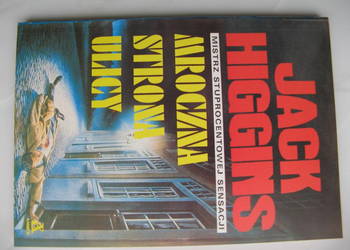 JACK
HIGGINS
MISTRZ STUPROCENTOWEJ SENSACJI
MROCZNA
STRONA
ULICY